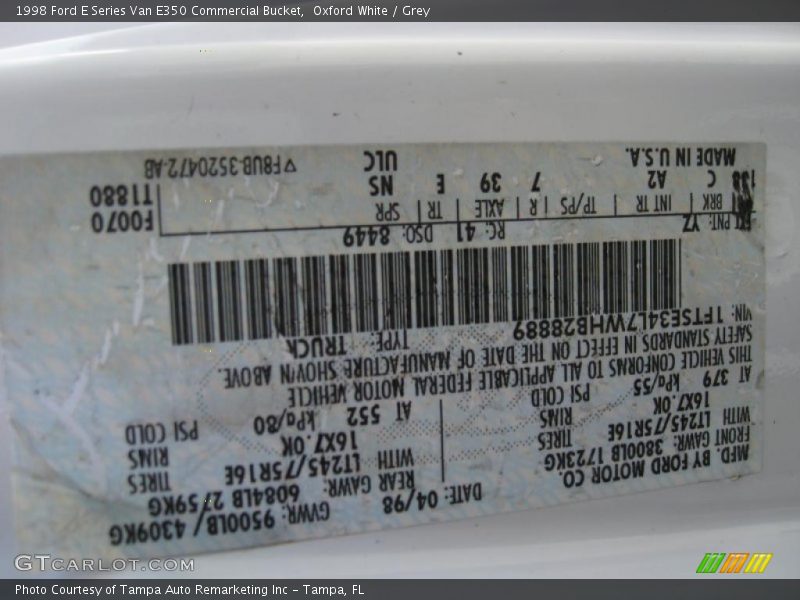 1998 Ford E Series Van E350 Commercial Bucket, Oxford White / Grey
MFD. BY FORD MOTOR CO.
DATE: 04/98 GVWR: 9500LB/ 4309KG
FRONT GAWR: 3800LB 1723KG REAR GAWR: 6084LB 2759KG
WITH LT245/75R16E TIRES WITH LT245/75R16E TIRES
16X7.0K RIMS 16X7.0K RIMS
AT 379 kPa/55 PSI COLD AT 552 kPa/80 PSI COLD
THIS VEHICLE CONFORMS TO ALL APPLICABLE FEDERAL MOTOR VEHICLE
SAFETY STANDARDS IN EFFECT ON THE DATE OF MANUFACTURE SHOWN ABOVE.
VIN: 1FTSE34L7WHB28889 TYPE: TRUCK
EXT PNT: YZ RC: 41 DSO: 8449 F0070
BRK INT TR TP/PS R AXLE TR SPR T1880
138 C A2 7 39 E NS
MADE IN U.S.A. ULC F8UB-3520472-AB
GTCARLOT.COM
Photo Courtesy of Tampa Auto Remarketing Inc - Tampa, FL